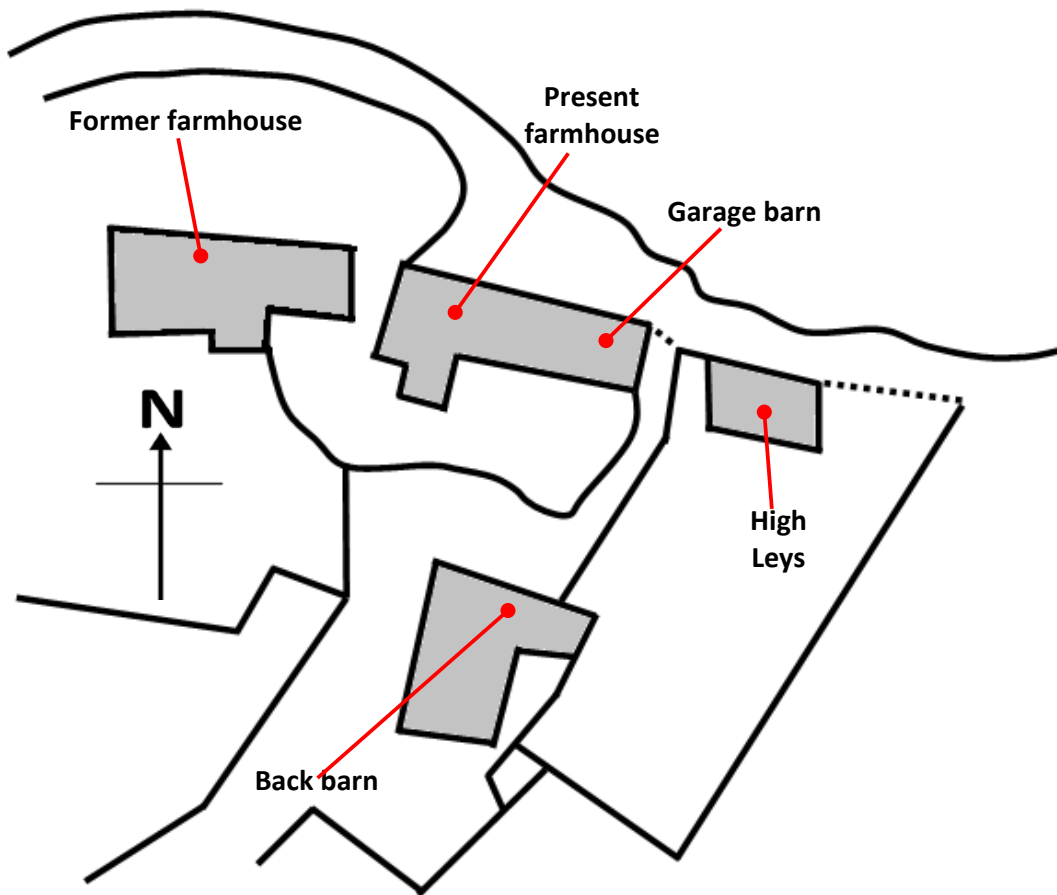 Present
farmhouse
Former farmhouse
Garage barn
N
High
Leys
Back barn